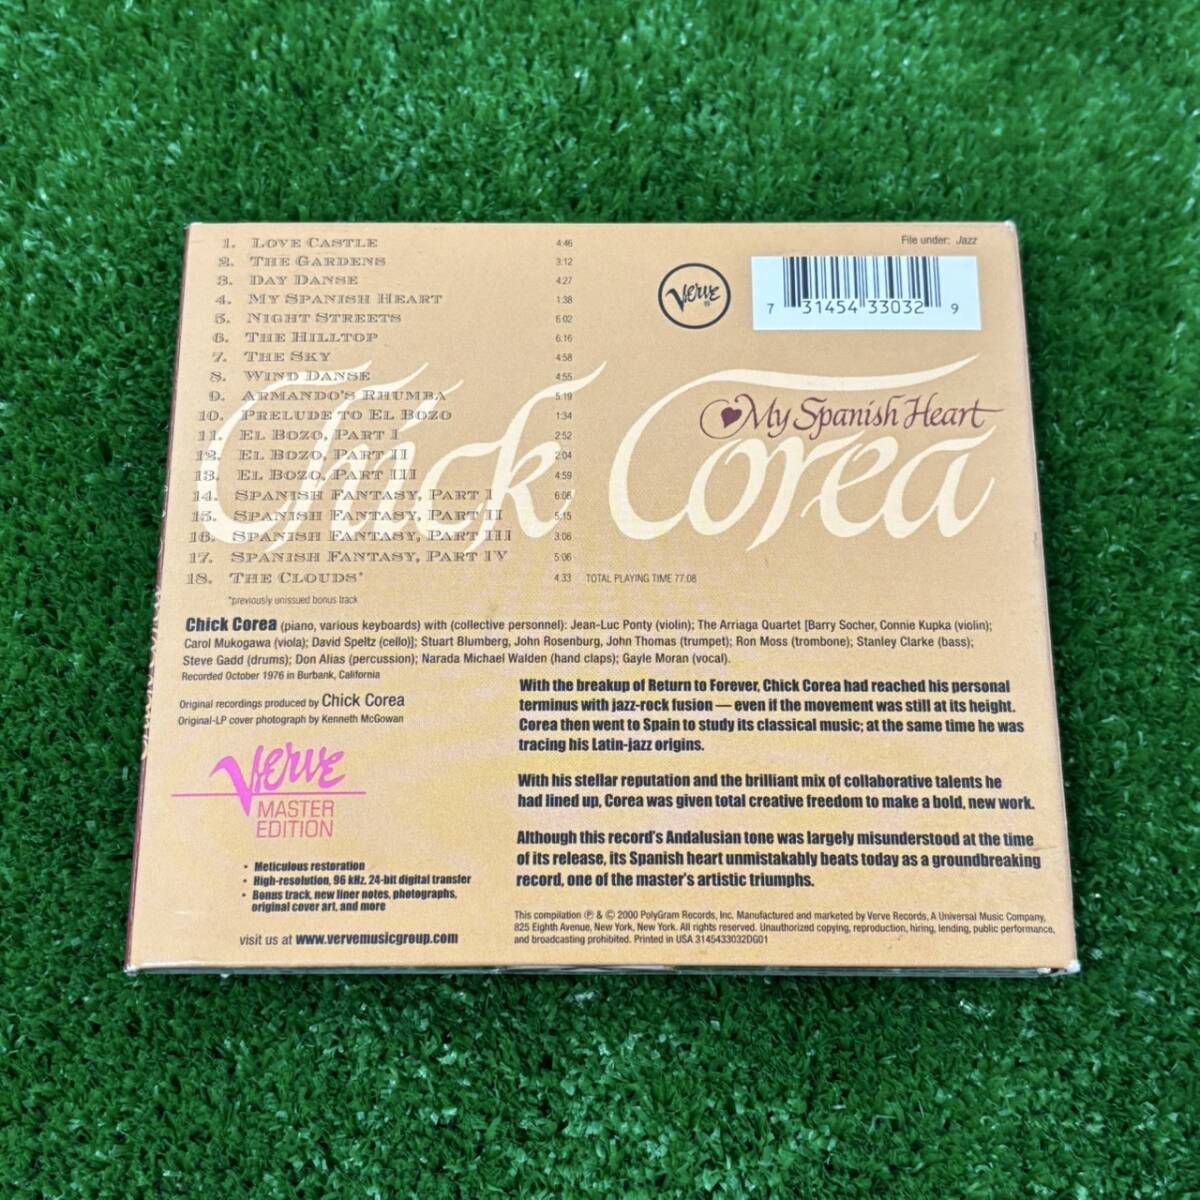 1. LOVE CASTLE 4:46
2. THE GARDENS 3:12
3. DAY DANSE 4:27
4. MY SPANISH HEART 1:38
5. NIGHT STREETS 6:02
6. THE HILLTOP 6:16
7. THE SKY 4:58
8. WIND DANSE 4:55
9. ARMANDO'S RHUMBA 5:19
10. PRELUDE TO EL BOZO 1:34
11. EL BOZO, PART I 2:52
12. EL BOZO, PART II 2:04
13. EL BOZO, PART III 4:59
14. SPANISH FANTASY, PART I 6:06
15. SPANISH FANTASY, PART II 5:15
16. SPANISH FANTASY, PART III 3:06
17. SPANISH FANTASY, PART IV 5:06
18. THE CLOUDS* 4:33 TOTAL PLAYING TIME 77:08
*previously unissued bonus track
File under: Jazz
Verve
7 31454 33032 9
Chick Corea
My Spanish Heart
Chick Corea (piano, various keyboards) with (collective personnel): Jean-Luc Ponty (violin); The Arriaga Quartet [Barry Socher, Connie Kupka (violin);
Carol Mukogawa (viola); David Speltz (cello)]; Stuart Blumberg, John Rosenburg, John Thomas (trumpet); Ron Moss (trombone); Stanley Clarke (bass);
Steve Gadd (drums); Don Alias (percussion); Narada Michael Walden (hand claps); Gayle Moran (vocal).
Recorded October 1976 in Burbank, California
Original recordings produced by Chick Corea
Original-LP cover photograph by Kenneth McGowan
Verve
MASTER
EDITION
• Meticulous restoration
• High-resolution, 96 kHz, 24-bit digital transfer
• Bonus track, new liner notes, photographs,
original cover art, and more
visit us at www.vervemusicgroup.com
With the breakup of Return to Forever, Chick Corea had reached his personal
terminus with jazz-rock fusion — even if the movement was still at its height.
Corea then went to Spain to study its classical music; at the same time he was
tracing his Latin-jazz origins.
With his stellar reputation and the brilliant mix of collaborative talents he
had lined up, Corea was given total creative freedom to make a bold, new work.
Although this record's Andalusian tone was largely misunderstood at the time
of its release, its Spanish heart unmistakably beats today as a groundbreaking
record, one of the master's artistic triumphs.
This compilation ℗ & © 2000 PolyGram Records, Inc. Manufactured and marketed by Verve Records, A Universal Music Company,
825 Eighth Avenue, New York, New York. All rights reserved. Unauthorized copying, reproduction, hiring, lending, public performance,
and broadcasting prohibited. Printed in USA 3145433032DG01